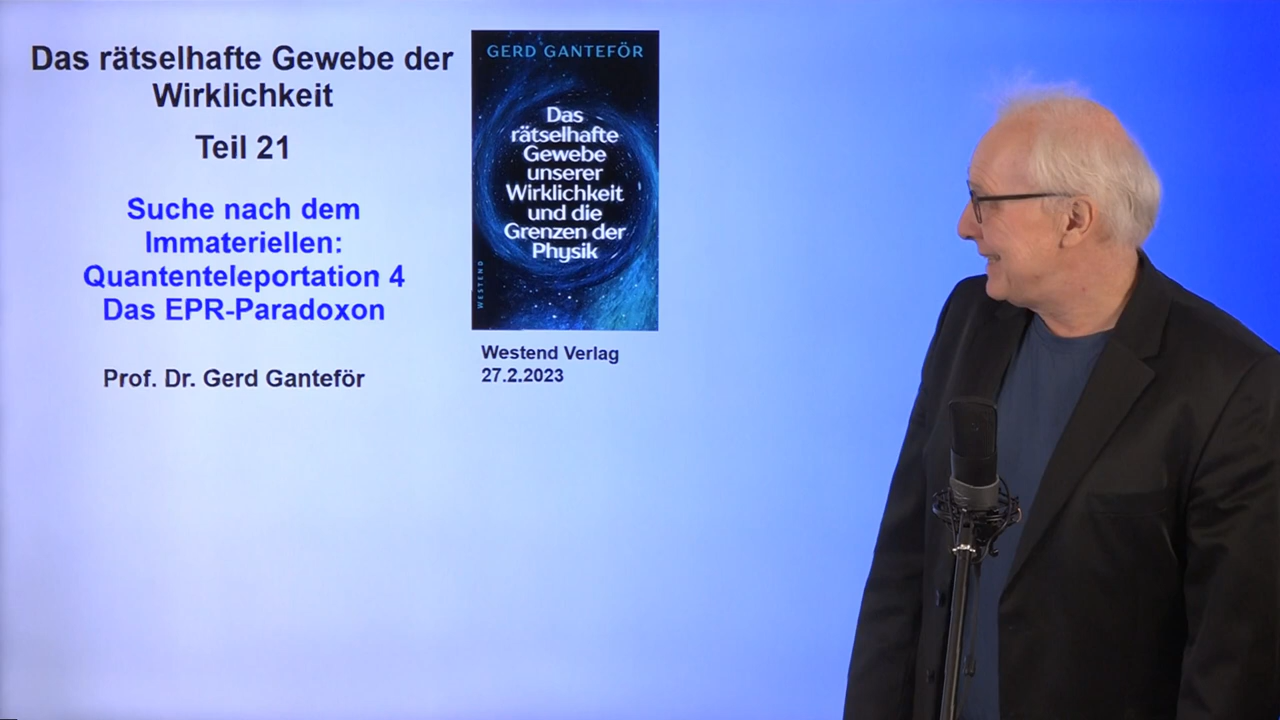 Das rätselhafte Gewebe der
Wirklichkeit
Teil 21
Suche nach dem
Immateriellen:
Quantenteleportation 4
Das EPR-Paradoxon
Prof. Dr. Gerd Ganteför
GERD GANTEFÖR
Das
rätselhafte
Gewebe
unserer
Wirklichkeit
und die
Grenzen der
Physik
WESTEND
Westend Verlag
27.2.2023